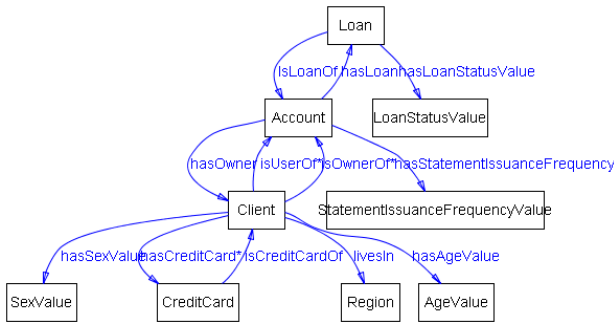 Loan
isLoanOf hasLoan hasLoanStatusValue
Account LoanStatusValue
hasOwner isUserOf* isOwnerOf* hasStatementIssuanceFrequency
Client StatementIssuanceFrequencyValue
hasSexValue hasCreditCard* isCreditCardOf livesIn hasAgeValue
SexValue CreditCard Region AgeValue